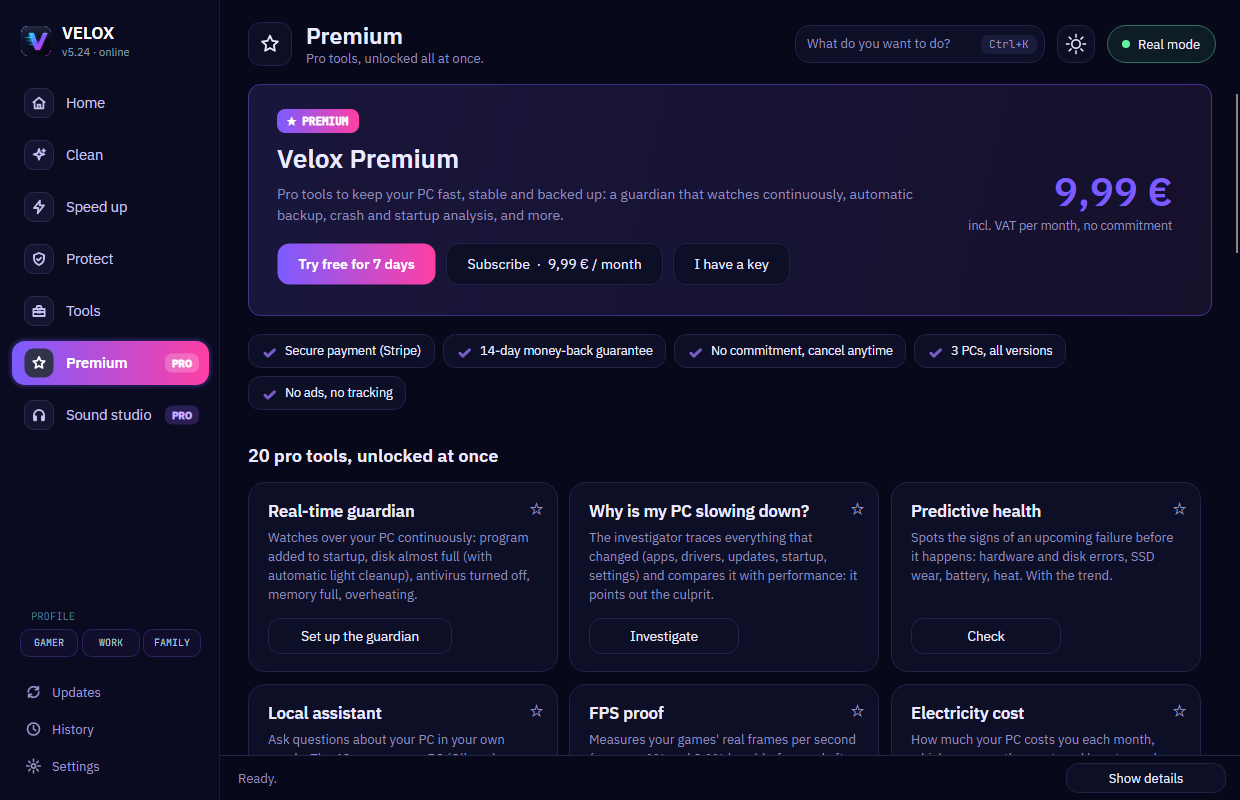 VELOX
v5.24 · online
Home
Clean
Speed up
Protect
Tools
Premium PRO
Sound studio PRO
PROFILE
GAMER WORK FAMILY
Updates
History
Settings
Premium
Pro tools, unlocked all at once.
What do you want to do? Ctrl+K
Real mode
★ PREMIUM
Velox Premium
Pro tools to keep your PC fast, stable and backed up: a guardian that watches continuously, automatic
backup, crash and startup analysis, and more.
Try free for 7 days
Subscribe · 9,99 € / month
I have a key
9,99 €
incl. VAT per month, no commitment
Secure payment (Stripe)
14-day money-back guarantee
No commitment, cancel anytime
3 PCs, all versions
No ads, no tracking
20 pro tools, unlocked at once
Real-time guardian
Watches over your PC continuously: program
added to startup, disk almost full (with
automatic light cleanup), antivirus turned off,
memory full, overheating.
Set up the guardian
Why is my PC slowing down?
The investigator traces everything that
changed (apps, drivers, updates, startup,
settings) and compares it with performance: it
points out the culprit.
Investigate
Predictive health
Spots the signs of an upcoming failure before
it happens: hardware and disk errors, SSD
wear, battery, heat. With the trend.
Check
Local assistant
Ask questions about your PC in your own
FPS proof
Measures your games' real frames per second
Electricity cost
How much your PC costs you each month,
Ready.
Show details